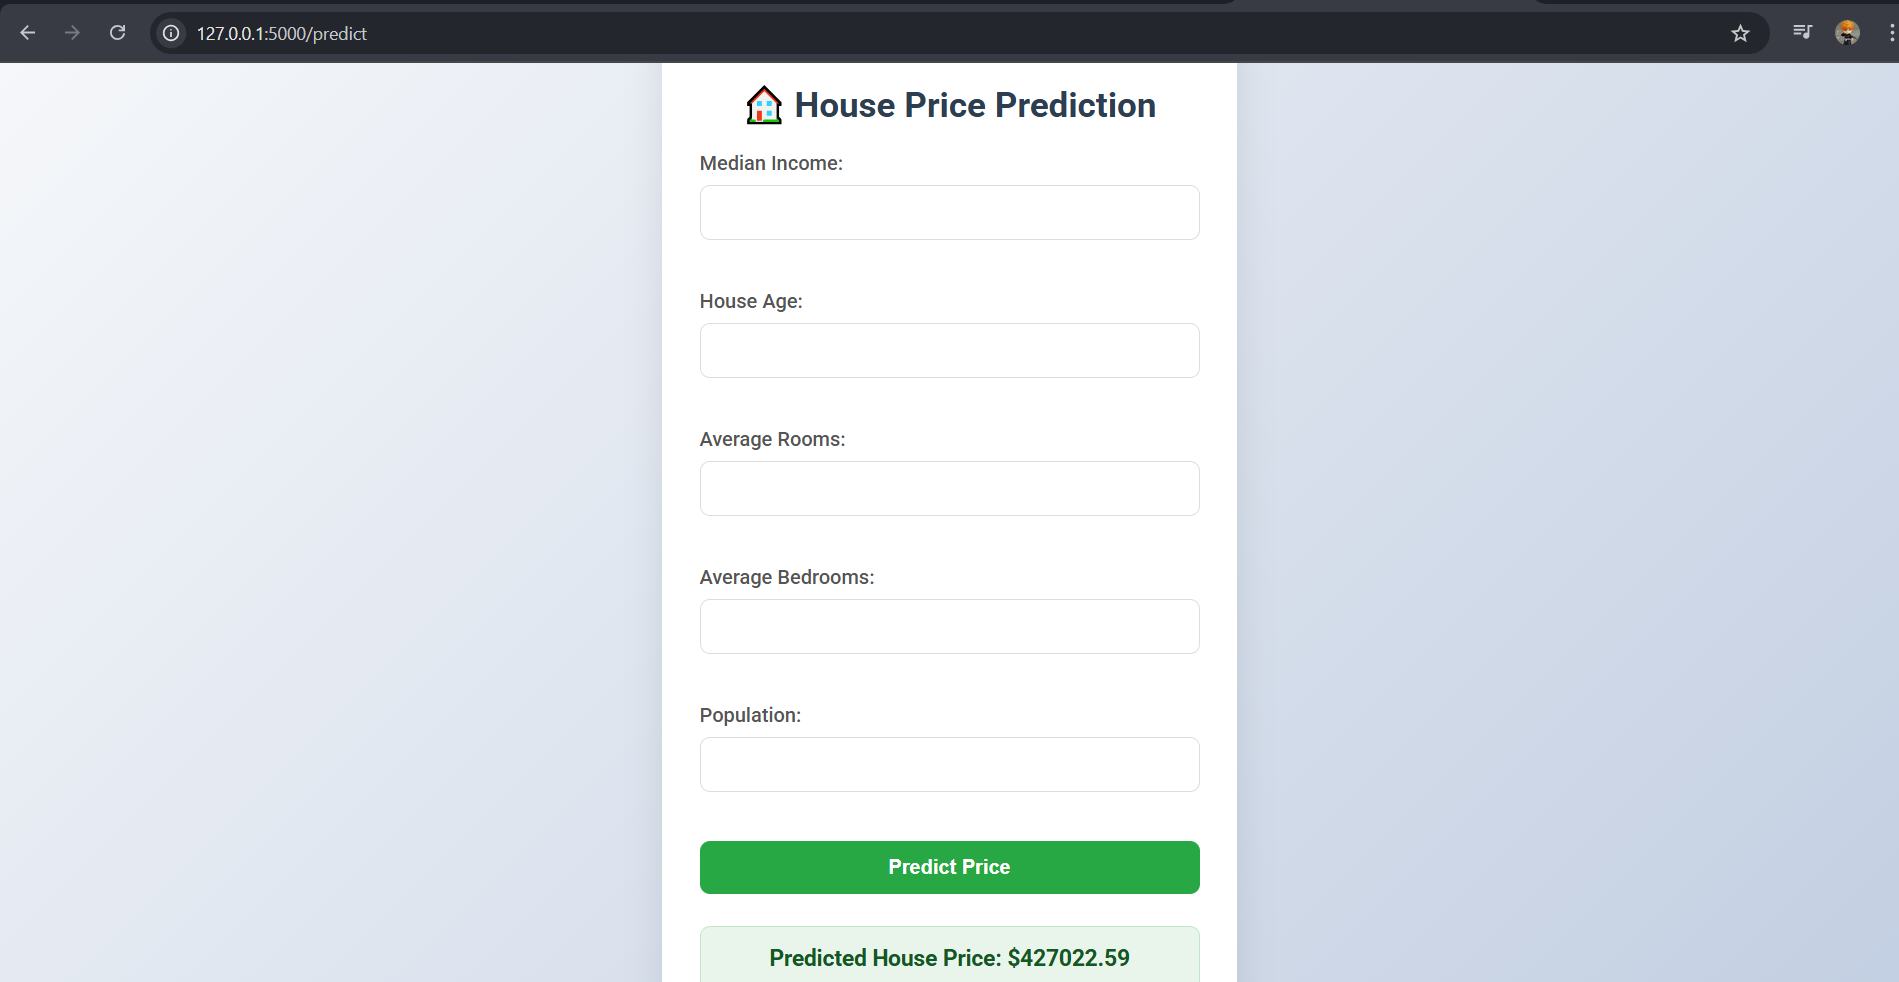 127.0.0.1:5000/predict
House Price Prediction
Median Income:
House Age:
Average Rooms:
Average Bedrooms:
Population:
Predict Price
Predicted House Price: $427022.59